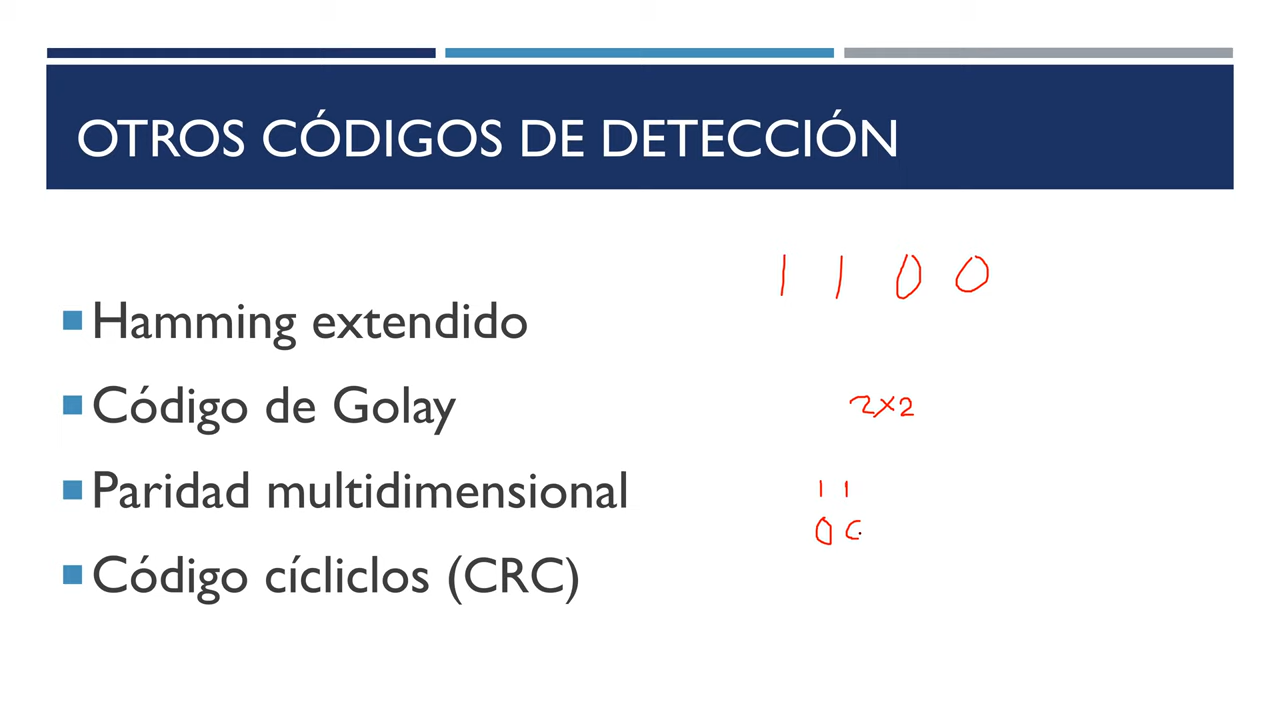 OTROS CÓDIGOS DE DETECCIÓN
1 1 0 0
Hamming extendido
Código de Golay
2x2
Paridad multidimensional
1 1
0
Código cícliclos (CRC)